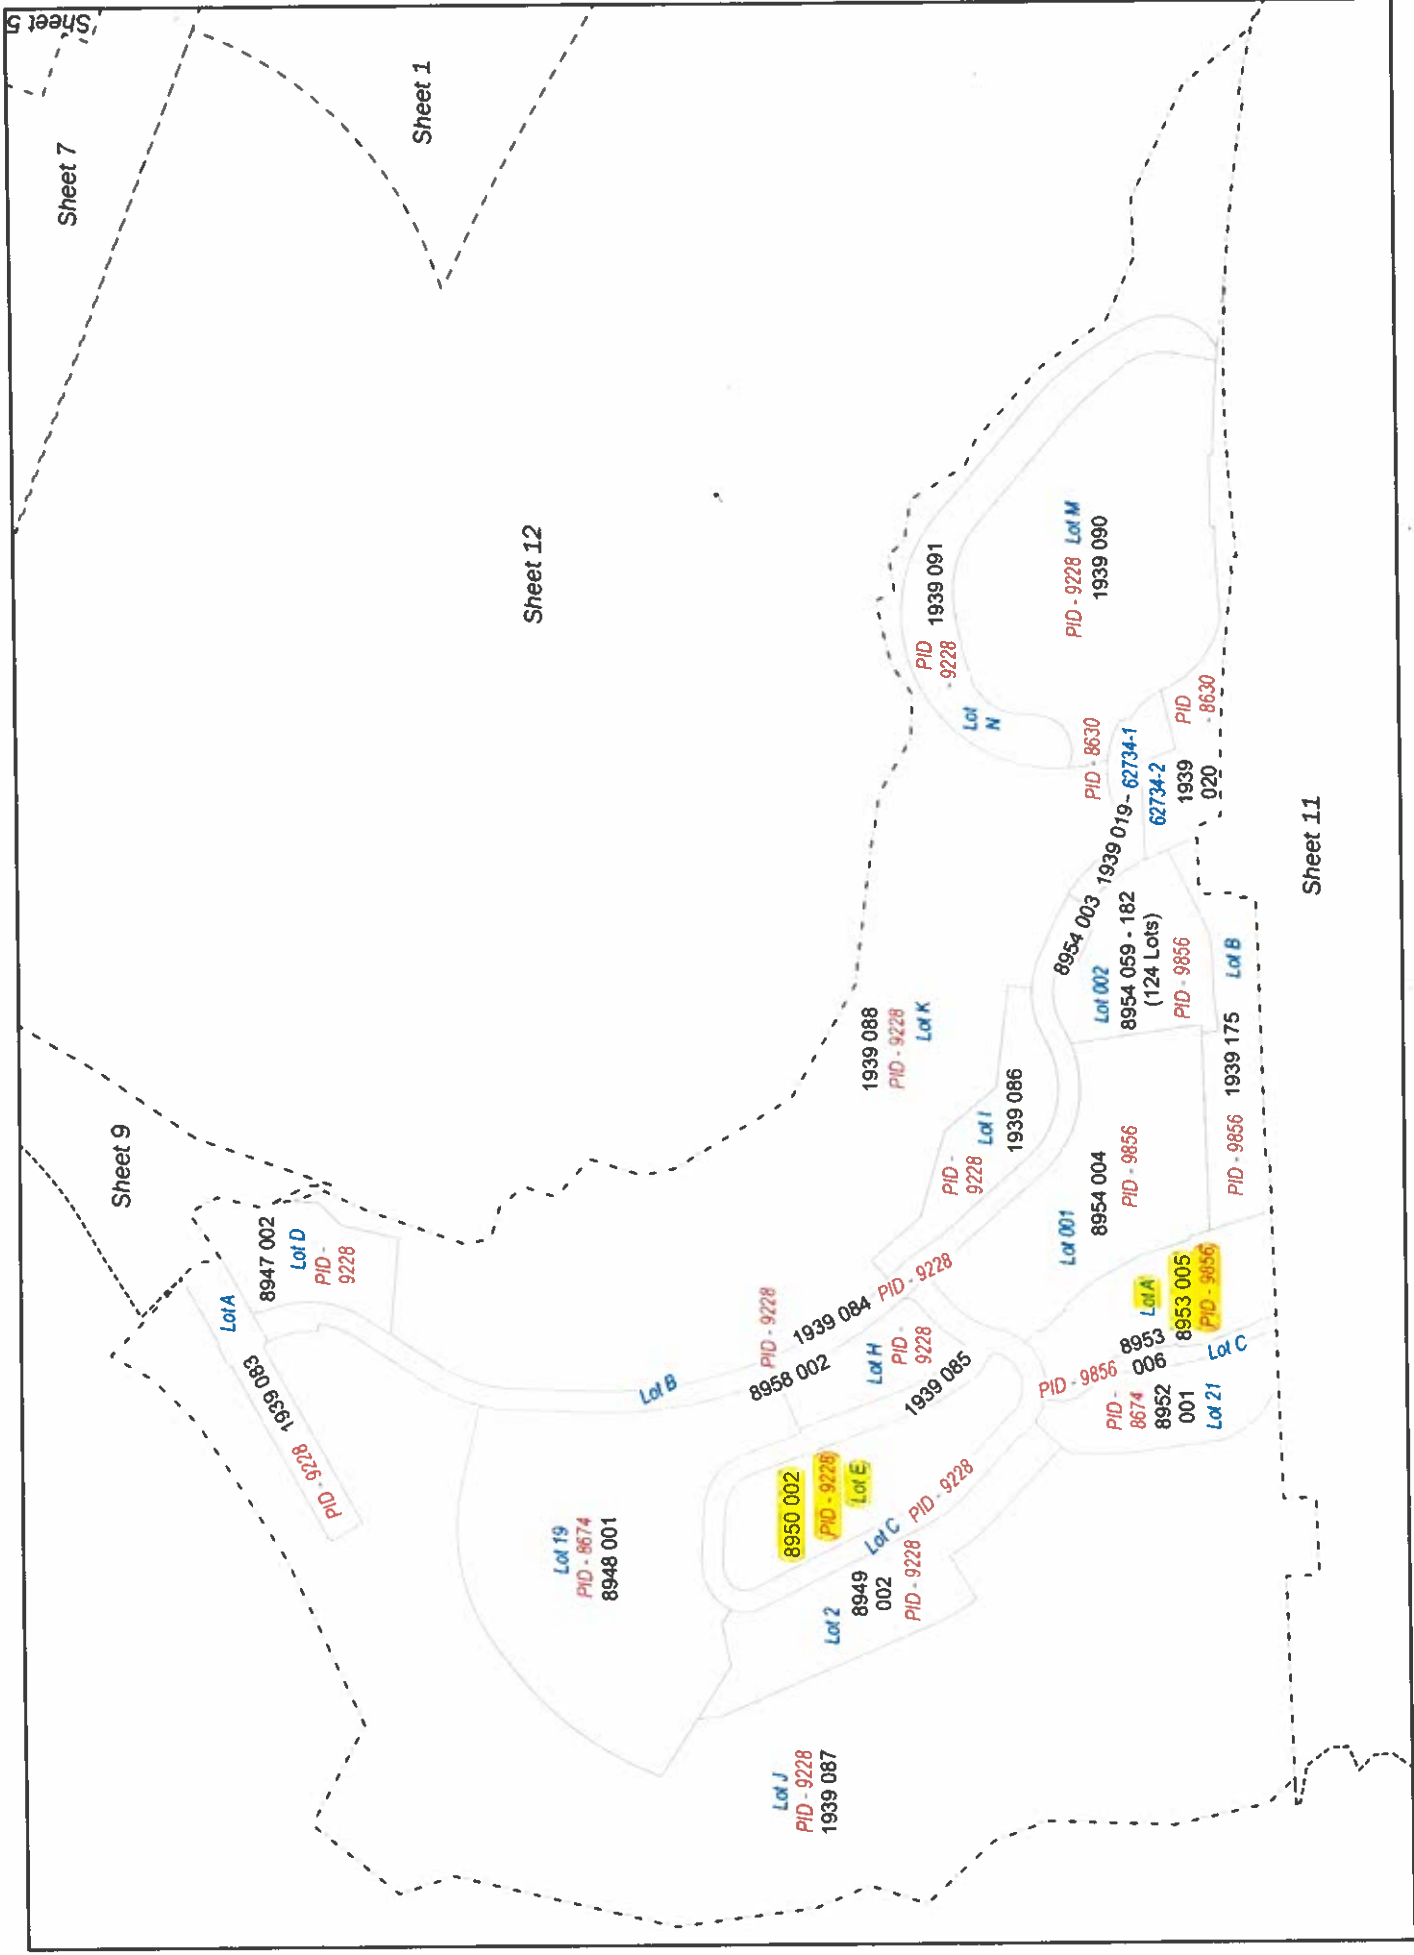 Sheet 5
Sheet 7
Sheet 1
Sheet 12
Sheet 9
Sheet 11
Lot A
1939 083
PID - 9228
8947 002
Lot D
PID -
9228
Lot B
PID - 9228
8958 002
1939 084
PID - 9228
Lot 19
PID - 8674
8948 001
Lot J
PID - 9228
1939 087
Lot 2
8949
002
PID - 9228
Lot C
PID - 9228
8950 002
(PID - 9228)
Lot E
Lot H
PID -
9228
1939 085
1939 088
PID - 9228
Lot K
PID -
9228
Lot I
1939 086
PID
- 9228
1939 091
Lot
N
PID - 9228
Lot M
1939 090
PID - 8630
8954 003
1939 019 -
62734-1
62734-2
1939
020
PID
- 8630
Lot 002
8954 059 - 182
(124 Lots)
PID - 9856
Lot 001
8954 004
PID - 9856
PID - 9856
1939 175
Lot B
Lot A
8953 005
(PID - 9856)
PID - 9856
8953
006
Lot C
PID -
8674
8952
001
Lot 21